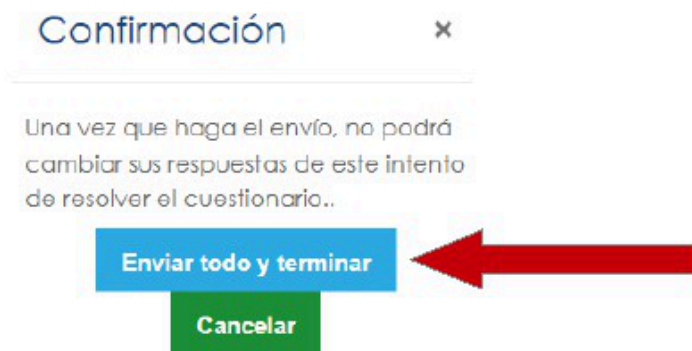 Confirmación ×
Una vez que haga el envío, no podrá
cambiar sus respuestas de este intento
de resolver el cuestionario..
Enviar todo y terminar
Cancelar